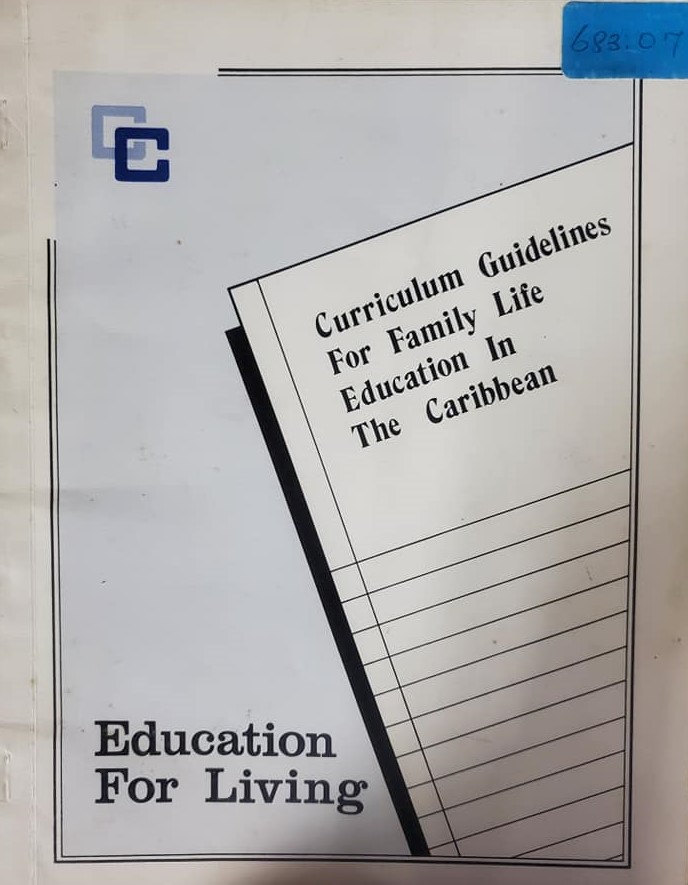 683.07
CC
Curriculum Guidelines
For Family Life
Education In
The Caribbean
Education
For Living